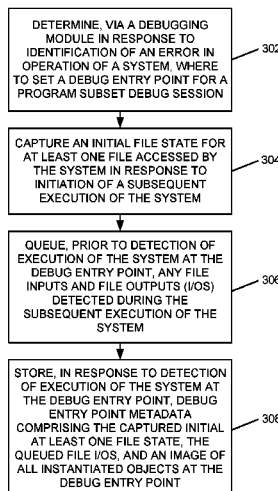 DETERMINE, VIA A DEBUGGING
MODULE IN RESPONSE TO
IDENTIFICATION OF AN ERROR IN
OPERATION OF A SYSTEM, WHERE
TO SET A DEBUG ENTRY POINT FOR A
PROGRAM SUBSET DEBUG SESSION
302
CAPTURE AN INITIAL FILE STATE FOR
AT LEAST ONE FILE ACCESSED BY
THE SYSTEM IN RESPONSE TO
INITIATION OF A SUBSEQUENT
EXECUTION OF THE SYSTEM
304
QUEUE, PRIOR TO DETECTION OF
EXECUTION OF THE SYSTEM AT THE
DEBUG ENTRY POINT, ANY FILE
INPUTS AND FILE OUTPUTS (I/OS)
DETECTED DURING THE
SUBSEQUENT EXECUTION OF THE
SYSTEM
306
STORE, IN RESPONSE TO DETECTION
OF EXECUTION OF THE SYSTEM AT
THE DEBUG ENTRY POINT, DEBUG
ENTRY POINT METADATA
COMPRISING THE CAPTURED INITIAL
AT LEAST ONE FILE STATE, THE
QUEUED FILE I/OS, AND AN IMAGE OF
ALL INSTANTIATED OBJECTS AT THE
DEBUG ENTRY POINT
308